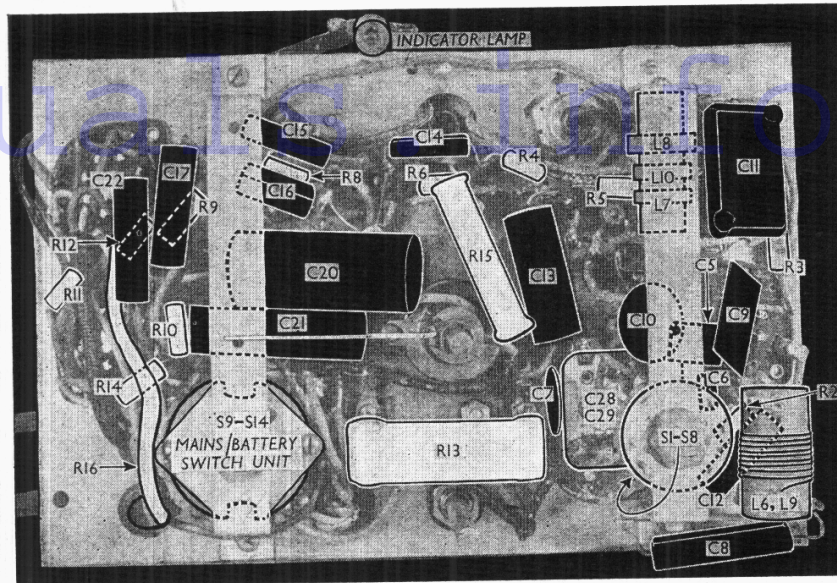 INDICATOR LAMP
uals.info
C15
C14
L8
C11
C22
C17
R8
R6
R4
L10
C16
R5
L7
R9
R12
C20
R15
C13
C5
R3
R11
C10
C9
R10
C21
R14
C7
C28
C29
C6
R2
S9–S14
MAINS/BATTERY
SWITCH UNIT
S1–S8
R16
R13
C12
L6, L9
C8